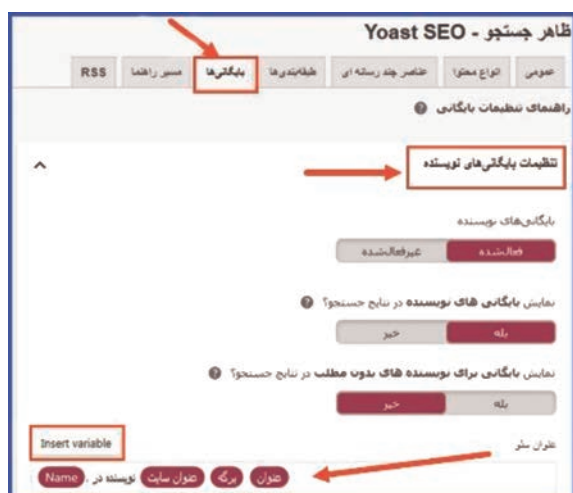 ظاهر جستجو - Yoast SEO
عمومی انواع محتوا عناصر چند رسانه ای طبقه‌بندی‌ها بایگانی‌ها مسیر راهنما RSS
راهنمای تنظیمات بایگانی
تنظیمات بایگانی‌های نویسنده
بایگانی‌های نویسنده
فعال‌شده غیرفعال‌شده
نمایش بایگانی های نویسنده در نتایج جستجو؟
بله خیر
نمایش بایگانی برای نویسنده های بدون مطلب در نتایج جستجو؟
بله خیر
عنوان سئو Insert variable
عنوان برگه عنوان سایت نویسنده در , Name